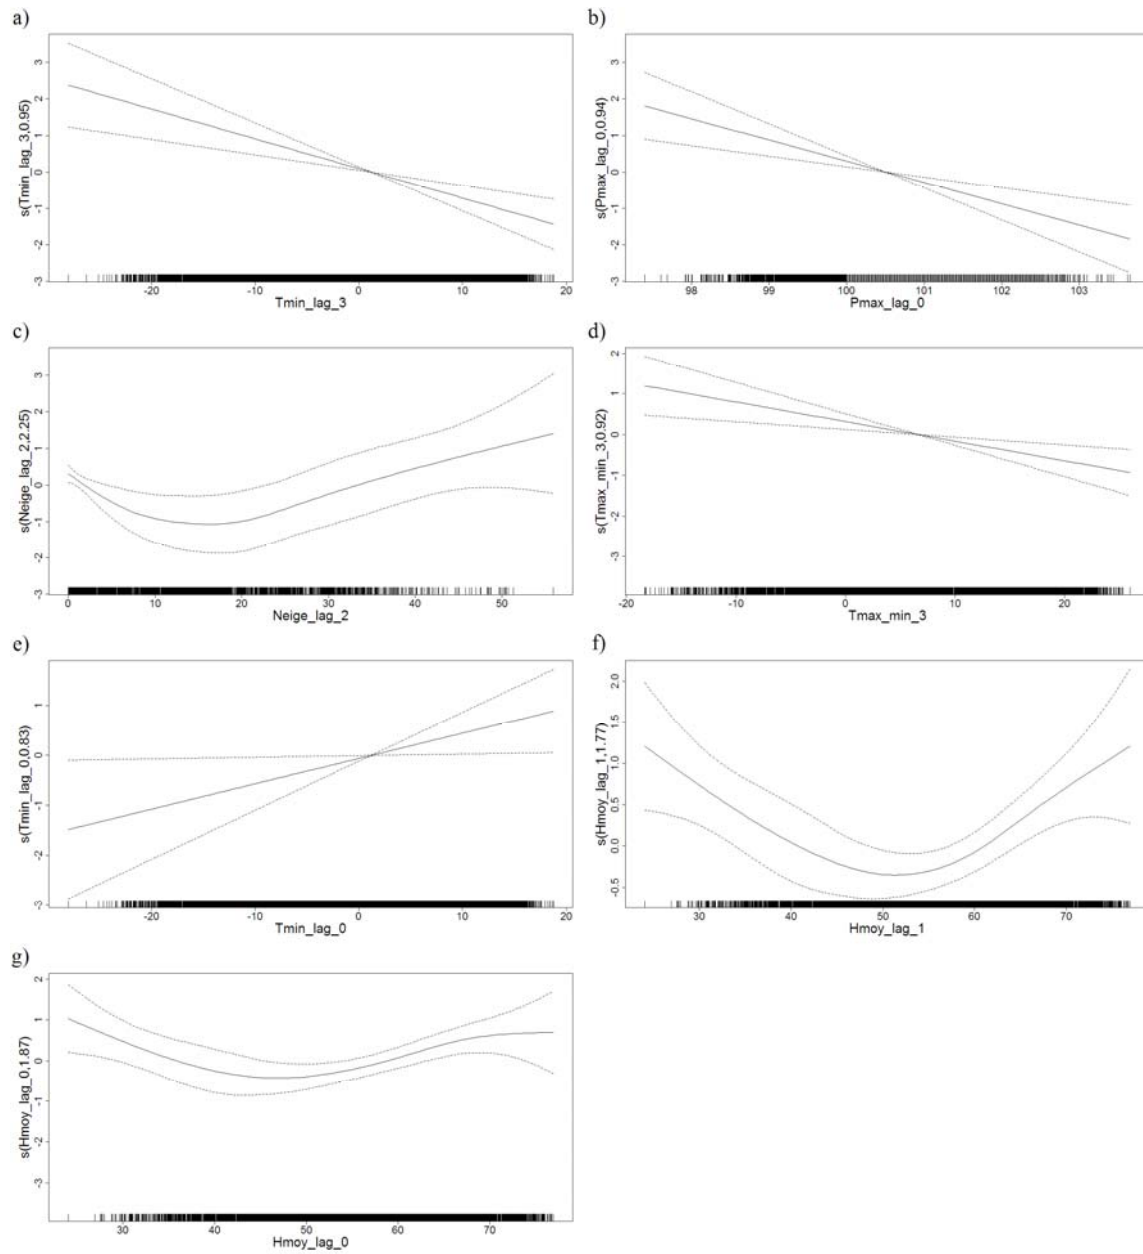 a)
s(Tmin_lag_3,0.95)
3
2
1
0
-1
-2
-3
-20 -10 0 10 20
Tmin_lag_3
b)
s(Pmax_lag_0,0.94)
3
2
1
0
-1
-2
-3
98 99 100 101 102 103
Pmax_lag_0
c)
s(Neige_lag_2,2.25)
3
2
1
0
-1
-2
-3
0 10 20 30 40 50
Neige_lag_2
d)
s(Tmax_min_3,0.92)
2
1
0
-1
-2
-3
-20 -10 0 10 20
Tmax_min_3
e)
s(Tmin_lag_0,0.83)
1
0
-1
-2
-3
-20 -10 0 10 20
Tmin_lag_0
f)
s(Hmoy_lag_1,1.77)
2.0
1.5
1.0
0.5
0.0
-0.5
30 40 50 60 70
Hmoy_lag_1
g)
s(Hmoy_lag_0,1.87)
2
1
0
-1
-2
-3
30 40 50 60 70
Hmoy_lag_0